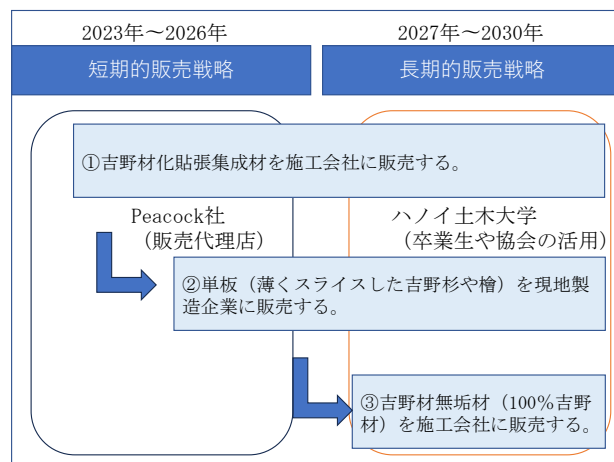 2023年～2026年
2027年～2030年
短期的販売戦略
長期的販売戦略
①吉野材化貼張集成材を施工会社に販売する。
Peacock社
（販売代理店）
ハノイ土木大学
（卒業生や協会の活用）
②単板（薄くスライスした吉野杉や檜）を現地製
造企業に販売する。
③吉野材無垢材（100％吉野
材）を施工会社に販売する。